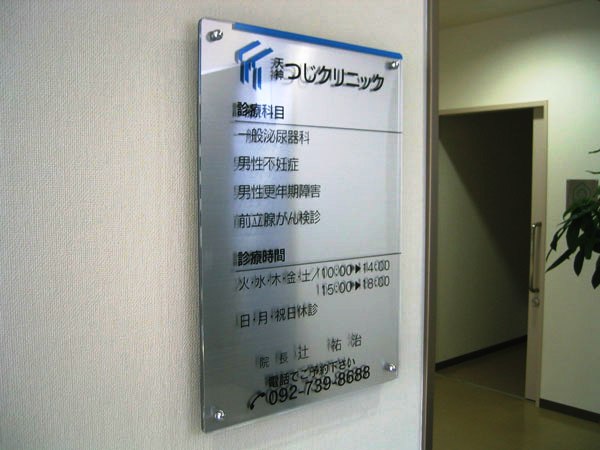 天神つじクリニック
診療科目
一般泌尿器科
男性不妊症
男性更年期障害
前立腺がん検診
診療時間
火・水・木・金・土/10:00▶14:00
15:00▶18:00
日・月・祝日休診
院長 辻 祐治
電話でご予約下さい
092-739-8688